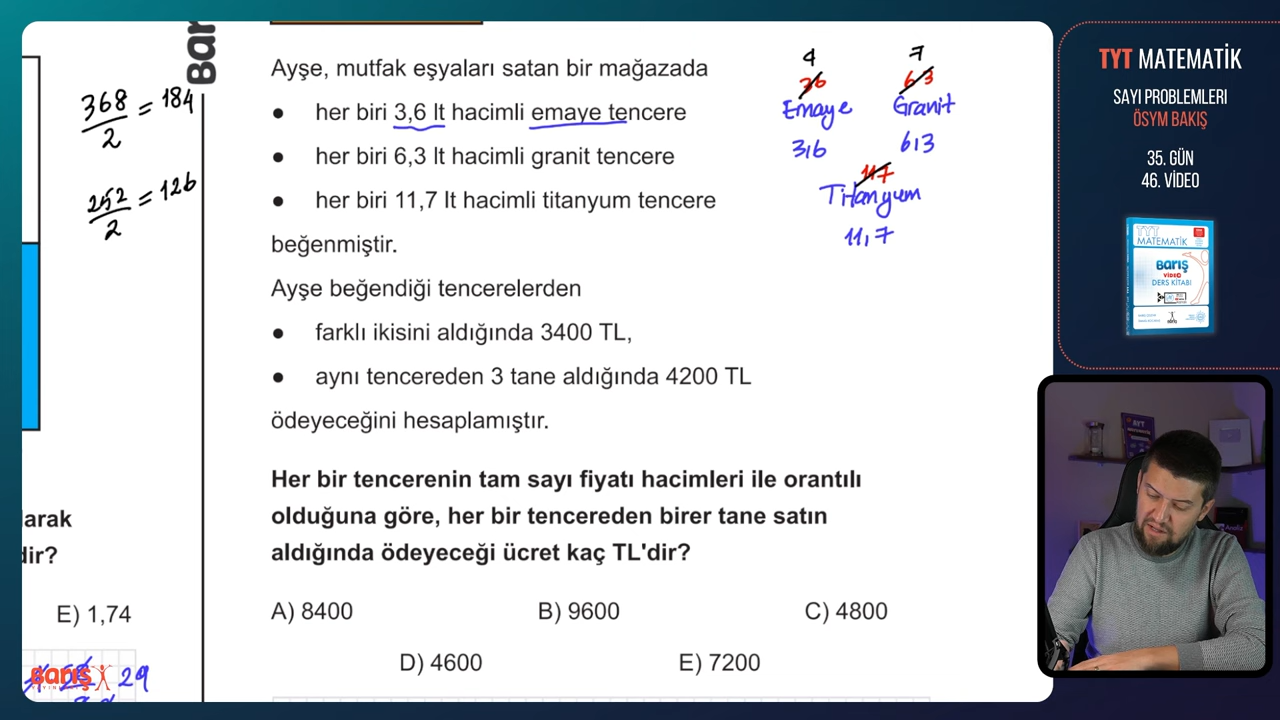 Bar
368/2 = 184
252/2 = 126
arak
dir?
E) 1,74
29
BARIŞ
Ayşe, mutfak eşyaları satan bir mağazada
● her biri 3,6 lt hacimli emaye tencere
● her biri 6,3 lt hacimli granit tencere
● her biri 11,7 lt hacimli titanyum tencere
beğenmiştir.
Ayşe beğendiği tencerelerden
● farklı ikisini aldığında 3400 TL,
● aynı tencereden 3 tane aldığında 4200 TL
ödeyeceğini hesaplamıştır.
Her bir tencerenin tam sayı fiyatı hacimleri ile orantılı
olduğuna göre, her bir tencereden birer tane satın
aldığında ödeyeceği ücret kaç TL'dir?
A) 8400 B) 9600 C) 4800
D) 4600 E) 7200
4 7
36 63
Emaye Granit
3,6 6,3
117
Titanyum
11,7
TYT MATEMATİK
SAYI PROBLEMLERI
ÖSYM BAKIŞ
35. GÜN
46. VİDEO
TYT
MATEMATİK
BARIŞ
VİDEO
DERS KİTABI